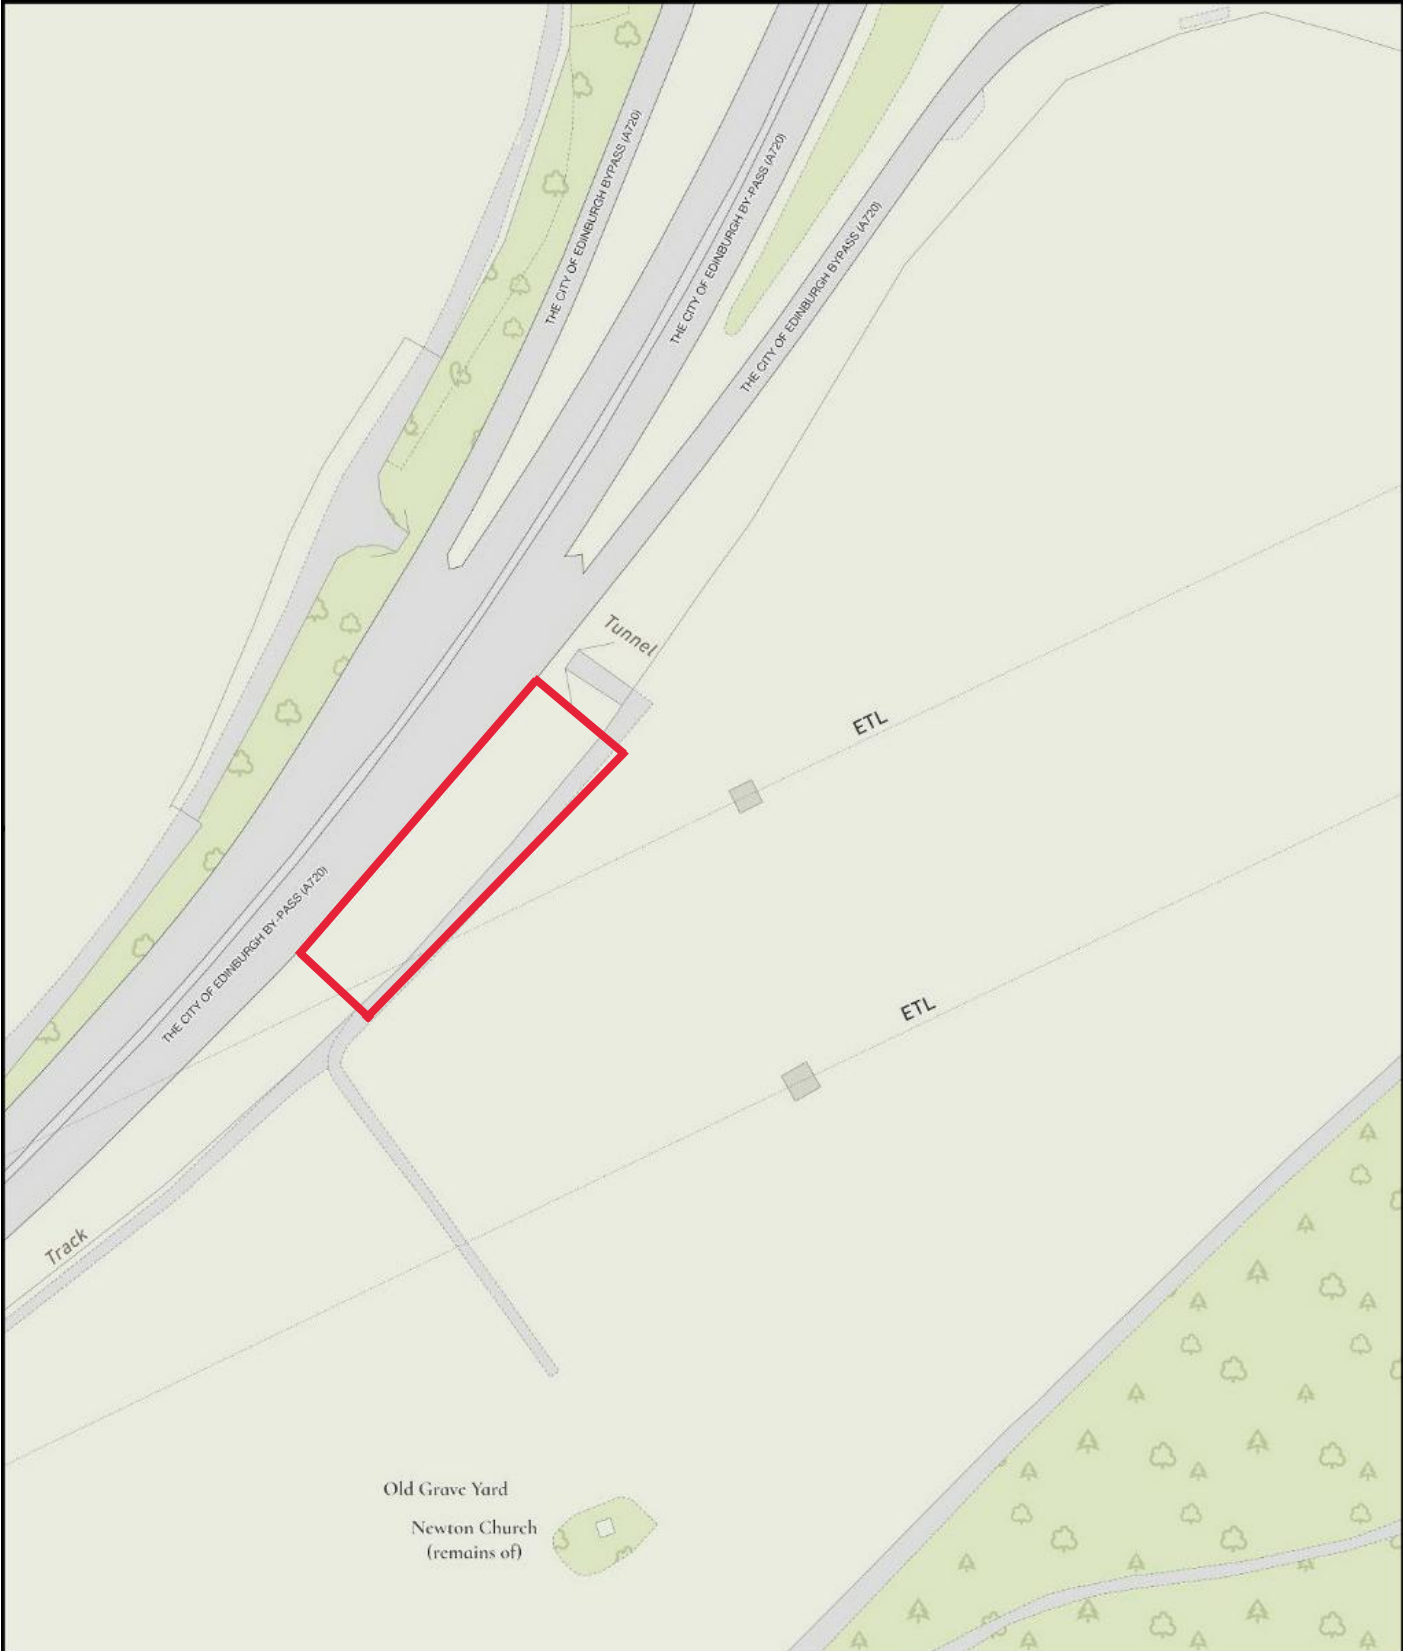 THE CITY OF EDINBURGH BYPASS (A720)
THE CITY OF EDINBURGH BY-PASS (A720)
THE CITY OF EDINBURGH BYPASS (A720)
Tunnel
ETL
THE CITY OF EDINBURGH BY-PASS (A720)
ETL
Track
Old Grave Yard
Newton Church
(remains of)